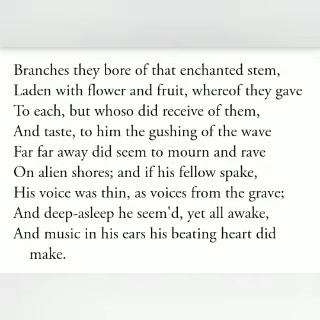 Branches they bore of that enchanted stem,
Laden with flower and fruit, whereof they gave
To each, but whoso did receive of them,
And taste, to him the gushing of the wave
Far far away did seem to mourn and rave
On alien shores; and if his fellow spake,
His voice was thin, as voices from the grave;
And deep-asleep he seem'd, yet all awake,
And music in his ears his beating heart did
make.